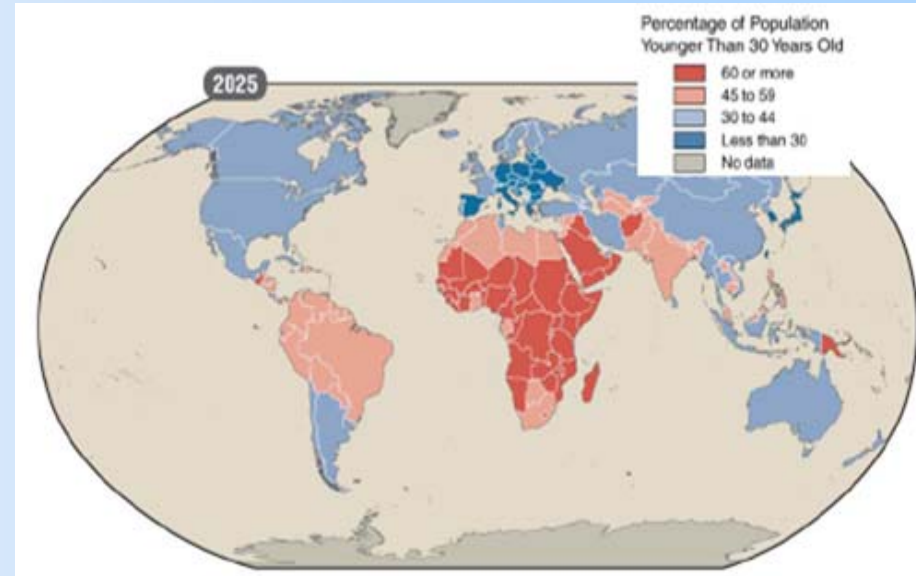 Percentage of Population
Younger Than 30 Years Old
60 or more
45 to 59
30 to 44
Less than 30
No data
2025